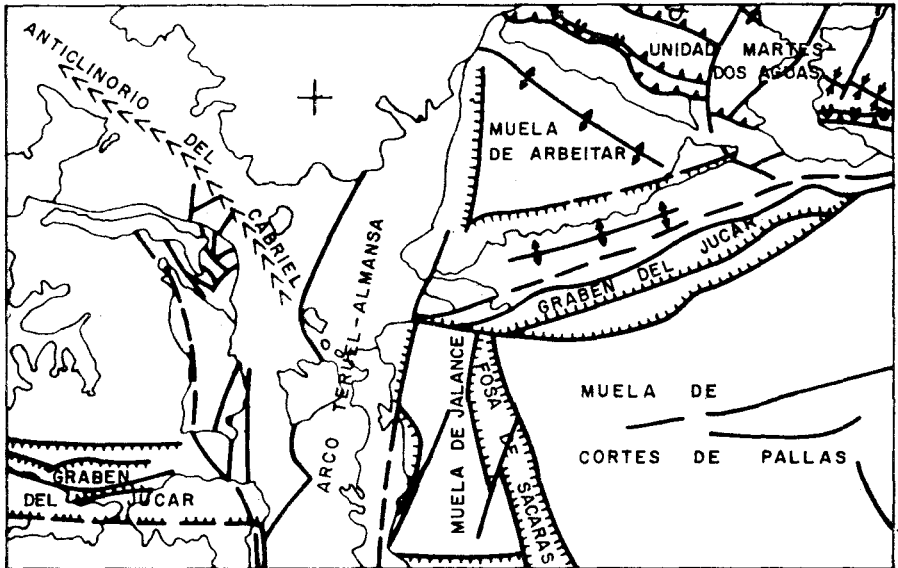 ANTICLINORIO DEL CABRIEL
UNIDAD MARTES-
DOS AGUAS
MUELA
DE ARBEITAR
GRABEN DEL JUCAR
ARCO TERUEL-ALMANSA
MUELA DE JALANCE
FOSA DE SACARAS
MUELA DE
CORTES DE PALLAS
GRABEN
DEL JUCAR